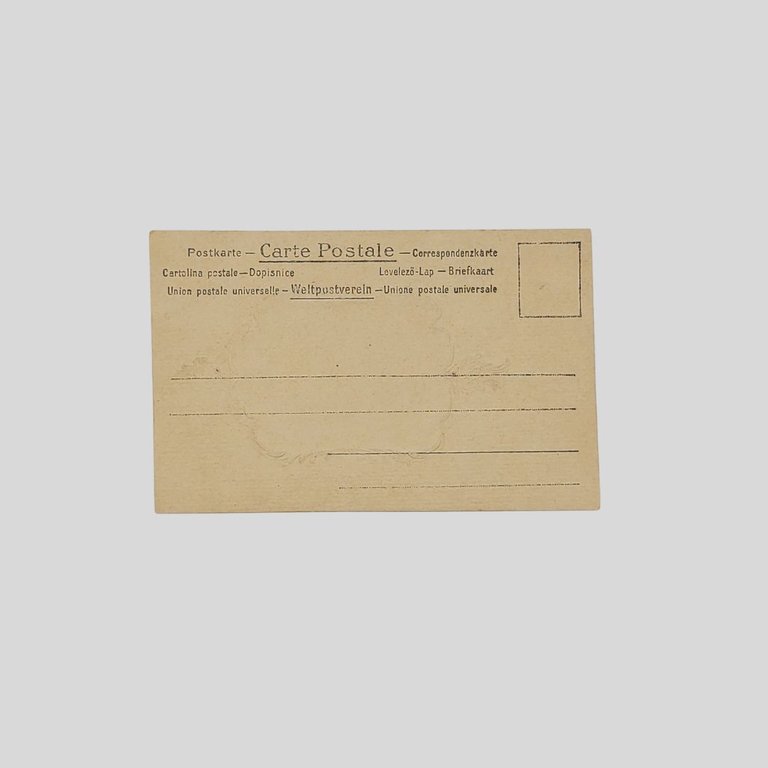 Postkarte — Carte Postale — Correspondenzkarte
Cartolina postale — Dopisnice Levelező-Lap — Briefkaart
Union postale universelle — Weltpostverein — Unione postale universale